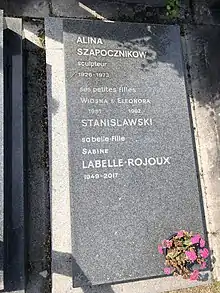 ALINA
SZAPOCZNIKOW
sculpteur
1926-1973
ses petites filles
WIOSNA & ELEONORA
1981 1982
STANISLAWSKI
sa belle-fille
SABINE
LABELLE-ROJOUX
1949-2017